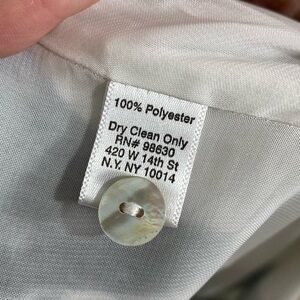 100% Polyester
Dry Clean Only
RN# 98630
420 W 14th St
N.Y. NY 10014